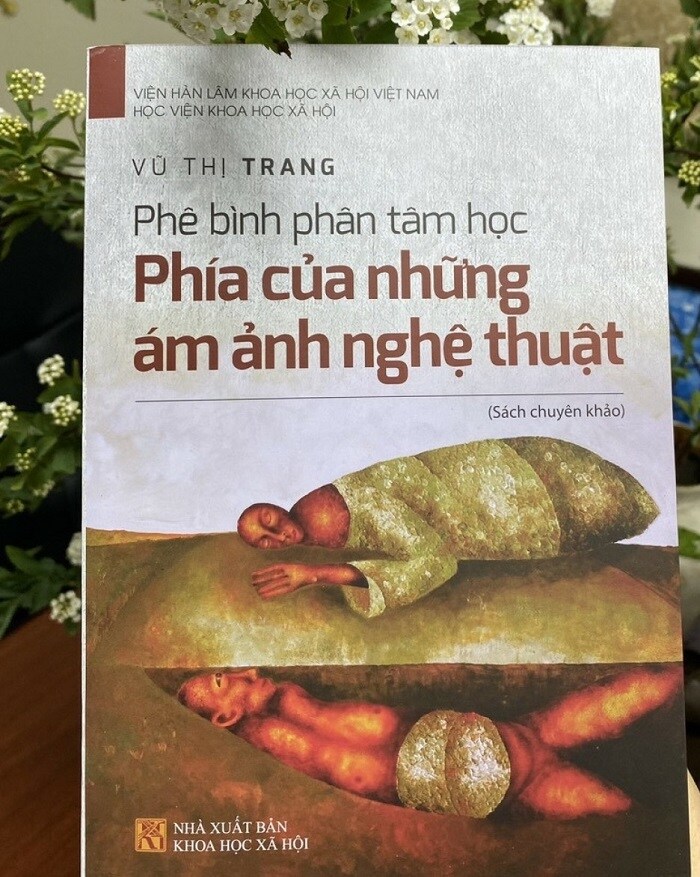 VIỆN HÀN LÂM KHOA HỌC XÃ HỘI VIỆT NAM
HỌC VIỆN KHOA HỌC XÃ HỘI
VŨ THỊ TRANG
Phê bình phân tâm học
Phía của những
ám ảnh nghệ thuật
(Sách chuyên khảo)
NHÀ XUẤT BẢN
KHOA HỌC XÃ HỘI